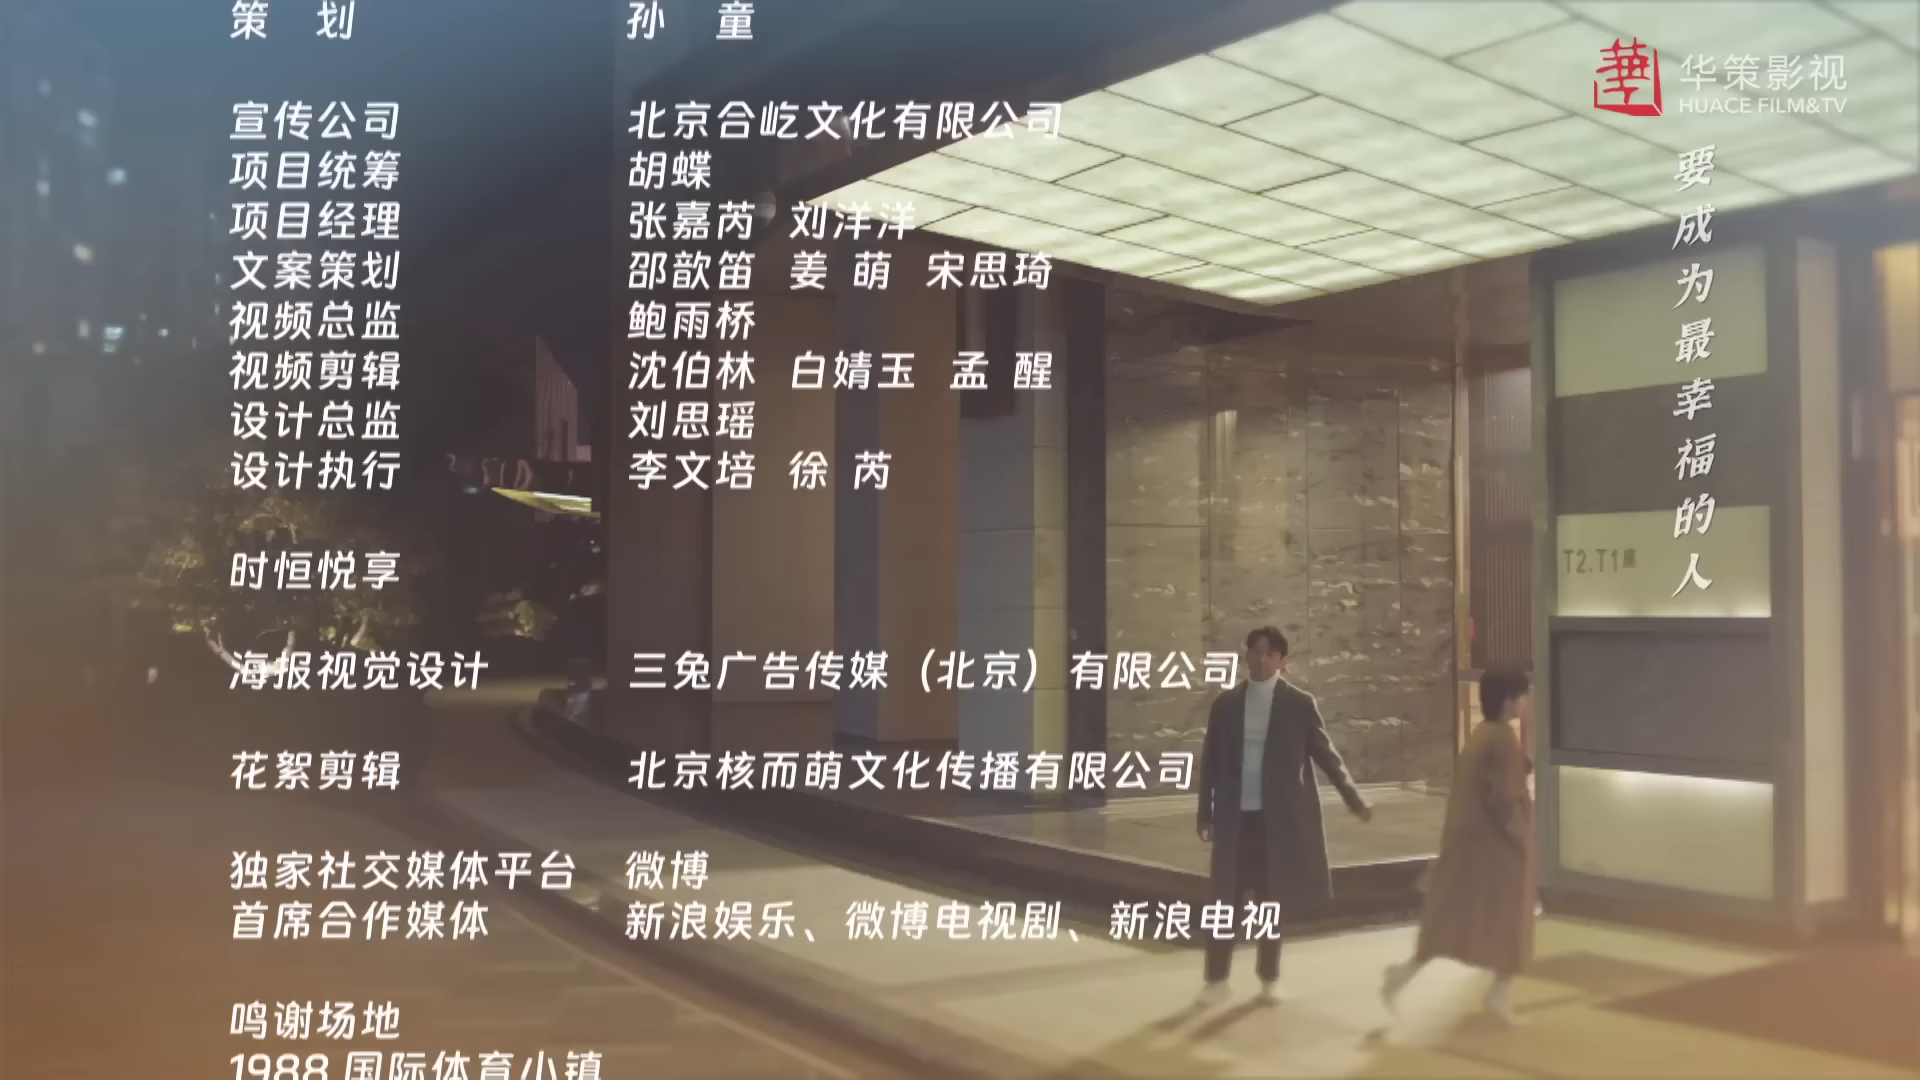 策 划 孙 童
宣传公司 北京合屹文化有限公司
项目统筹 胡蝶
项目经理 张嘉芮 刘洋洋
文案策划 邵歆笛 姜 萌 宋思琦
视频总监 鲍雨桥
视频剪辑 沈伯林 白婧玉 孟 醒
设计总监 刘思瑶
设计执行 李文培 徐 芮
时恒悦享
海报视觉设计 三兔广告传媒（北京）有限公司
花絮剪辑 北京核而萌文化传播有限公司
独家社交媒体平台 微博
首席合作媒体 新浪娱乐、微博电视剧、新浪电视
鸣谢场地
1988 国际体育小镇
華 华策影视
HUACE FILM&TV
要成为最幸福的人
T2.T1席